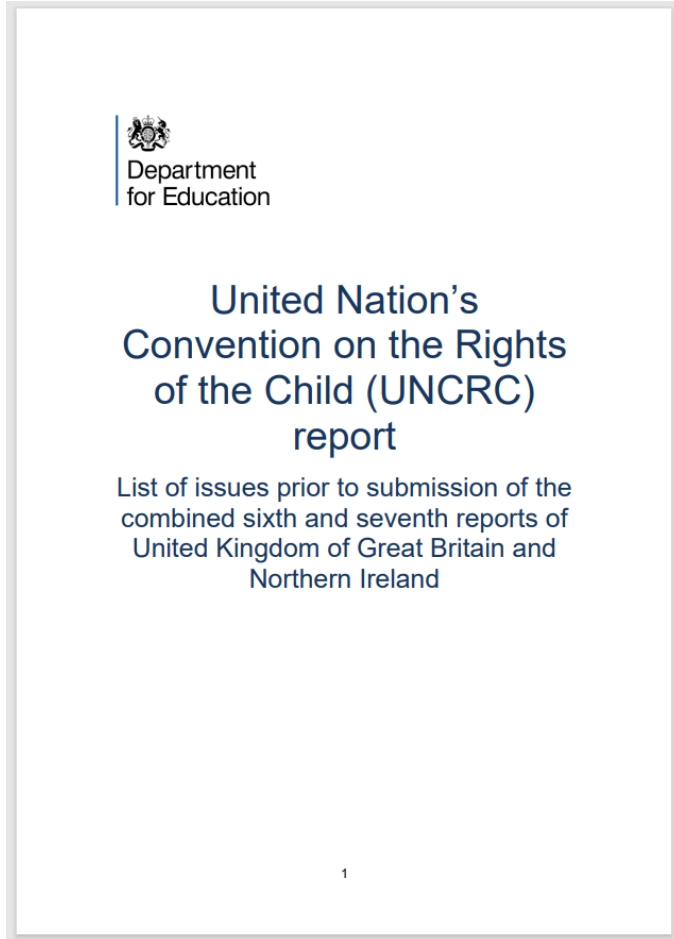 Department
for Education
United Nation's
Convention on the Rights
of the Child (UNCRC)
report
List of issues prior to submission of the
combined sixth and seventh reports of
United Kingdom of Great Britain and
Northern Ireland
1